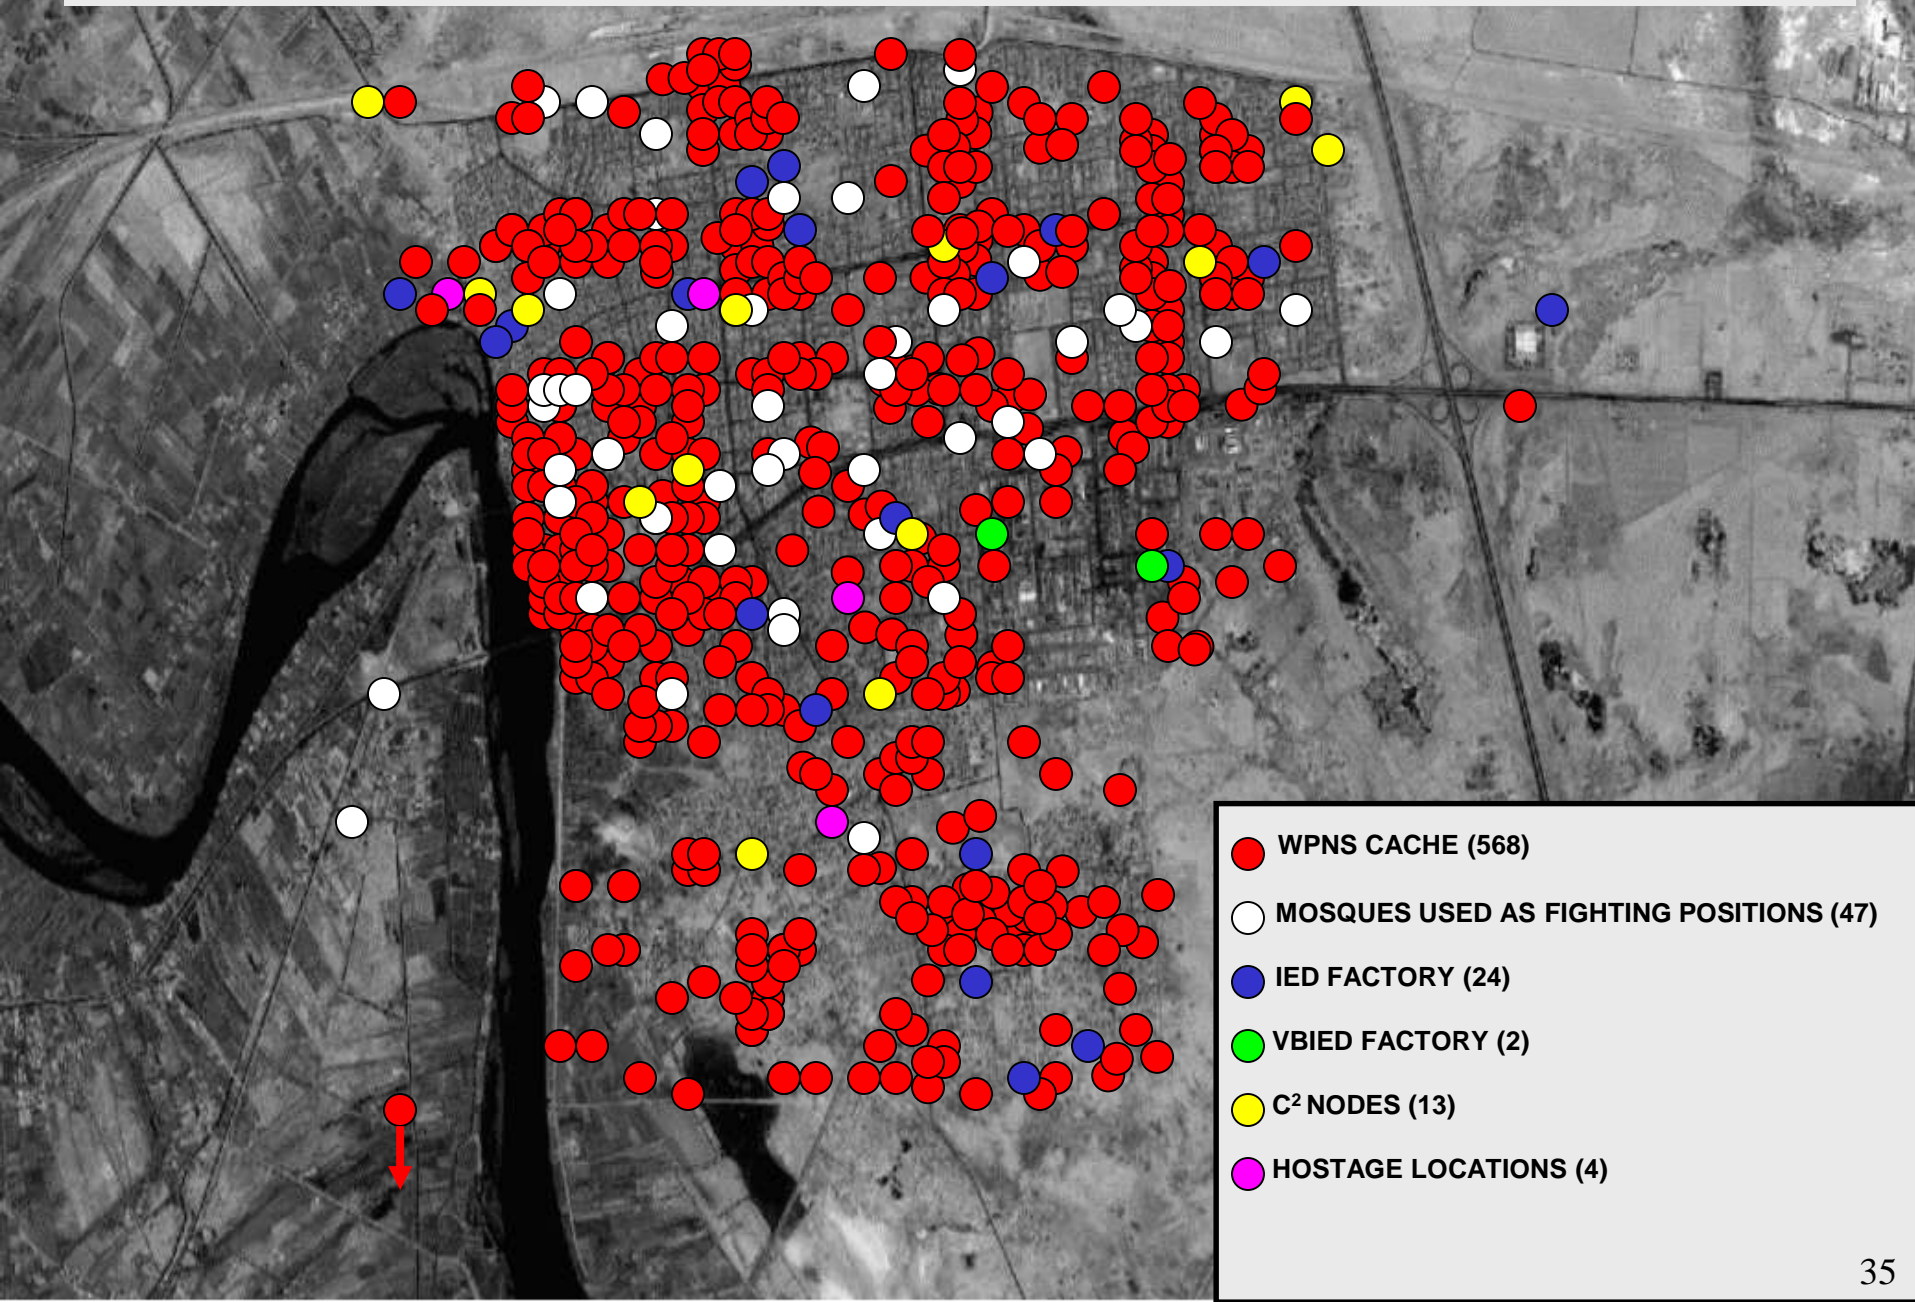 WPNS CACHE (568)
MOSQUES USED AS FIGHTING POSITIONS (47)
IED FACTORY (24)
VBIED FACTORY (2)
C² NODES (13)
HOSTAGE LOCATIONS (4)
35